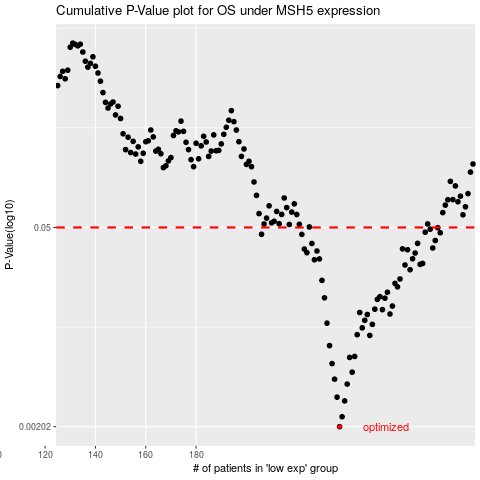 Cumulative P-Value plot for OS under MSH5 expression
P-Value(log10)
0.05
0.00202
optimized
0
120
140
160
180
# of patients in 'low exp' group